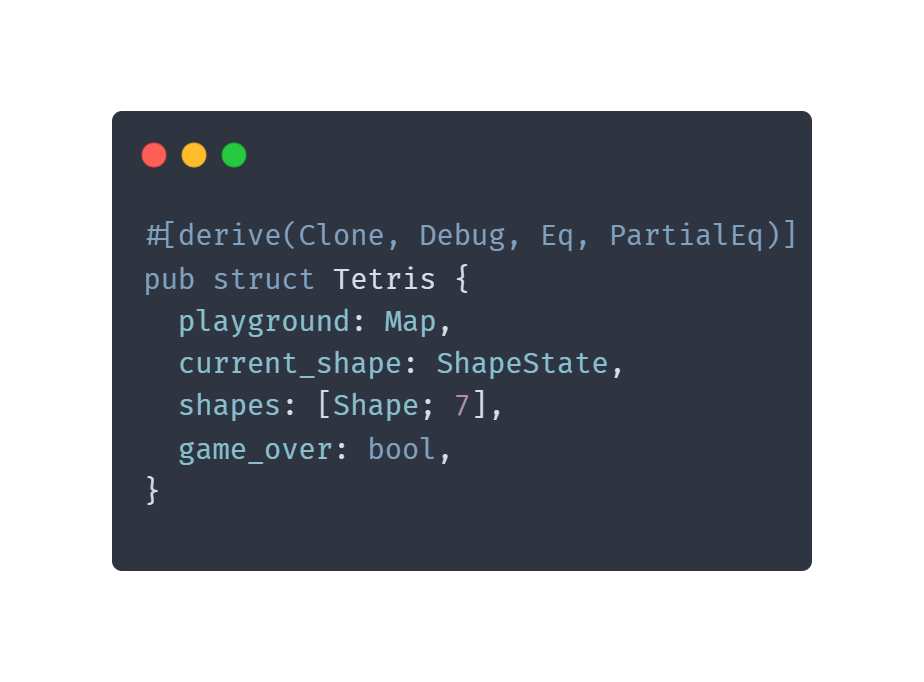 #[derive(Clone, Debug, Eq, PartialEq)]
pub struct Tetris {
  playground: Map,
  current_shape: ShapeState,
  shapes: [Shape; 7],
  game_over: bool,
}